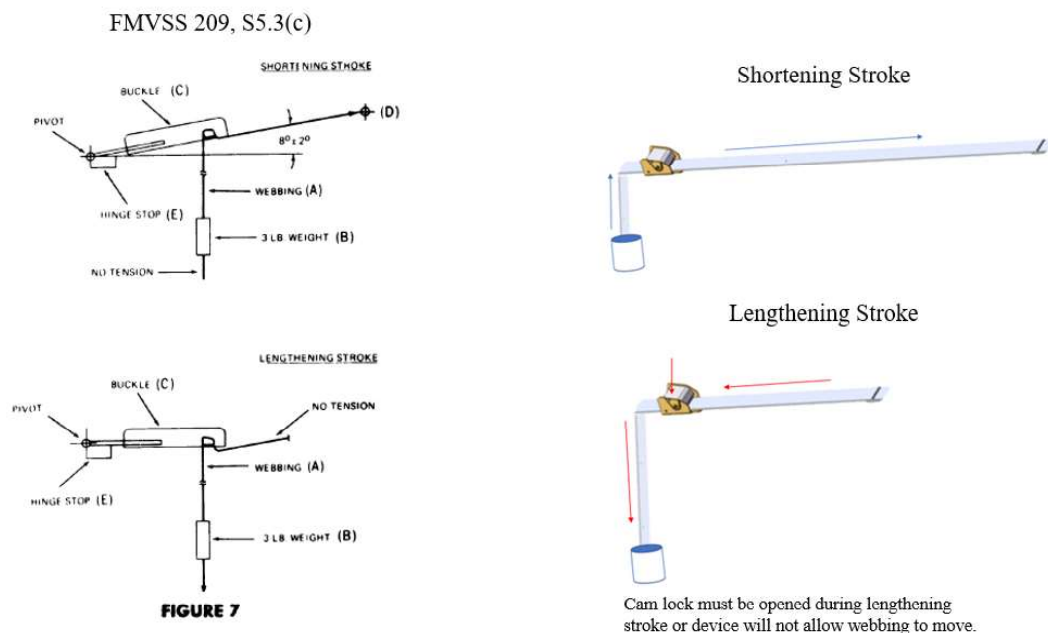 FMVSS 209, S5.3(c)
SHORTENING STROKE
BUCKLE (C)
(D)
PIVOT
8° ± 2°
WEBBING (A)
HINGE STOP (E)
3 LB WEIGHT (B)
NO TENSION
LENGTHENING STROKE
BUCKLE (C)
NO TENSION
PIVOT
WEBBING (A)
HINGE STOP (E)
3 LB WEIGHT (B)
FIGURE 7
Shortening Stroke
Lengthening Stroke
Cam lock must be opened during lengthening
stroke or device will not allow webbing to move.